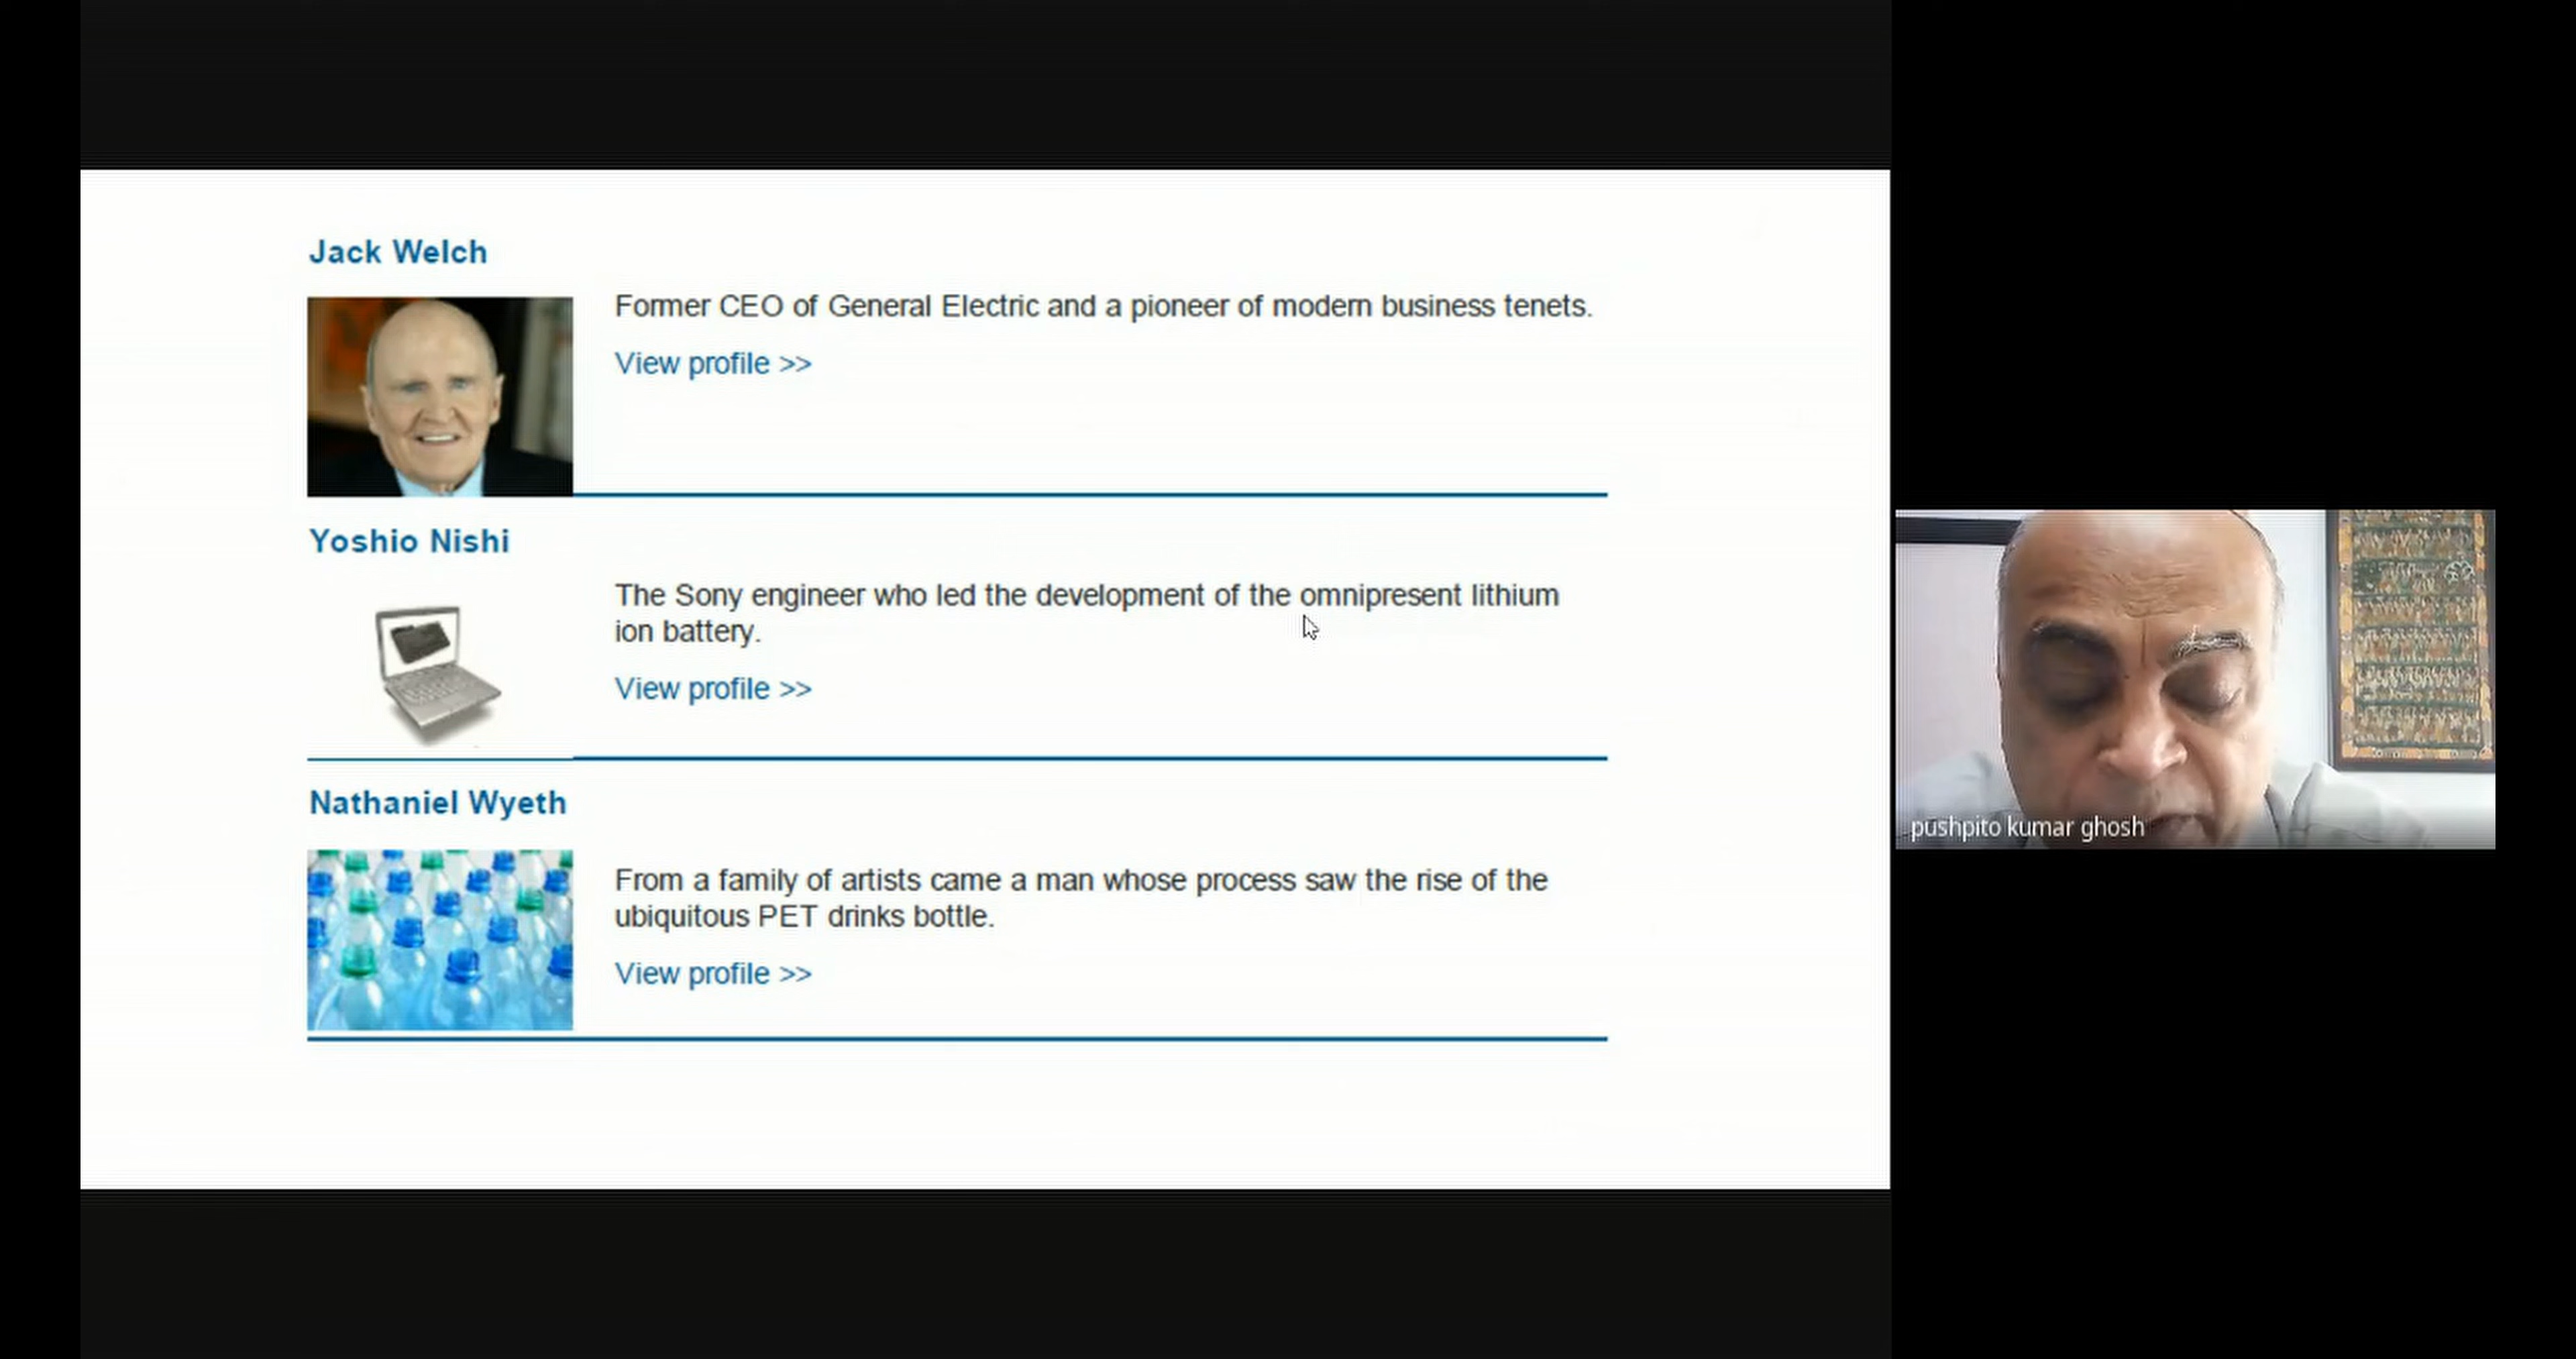 Jack Welch
Former CEO of General Electric and a pioneer of modern business tenets.
View profile >>
Yoshio Nishi
The Sony engineer who led the development of the omnipresent lithium
ion battery.
View profile >>
Nathaniel Wyeth
From a family of artists came a man whose process saw the rise of the
ubiquitous PET drinks bottle.
View profile >>
pushpito kumar ghosh